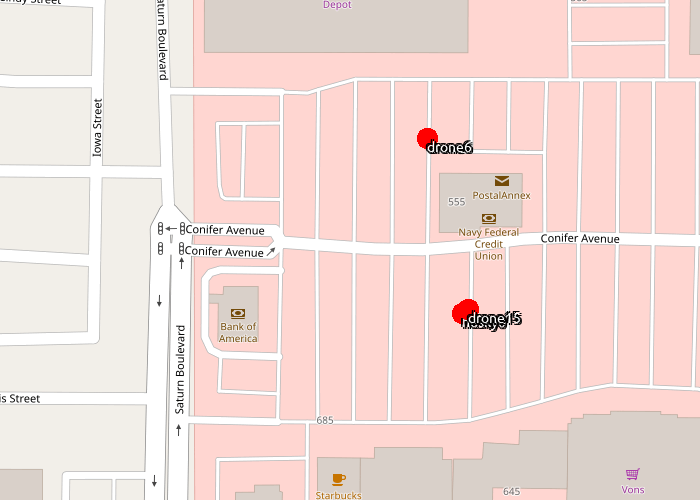 Depot
Saturn Boulevard
Iowa Street
drone6
PostalAnnex
555
Navy Federal
Credit
Union
Conifer Avenue
Conifer Avenue
Conifer Avenue
drone15
Bank of
America
Saturn Boulevard
is Street
685
645
Starbucks
Vons